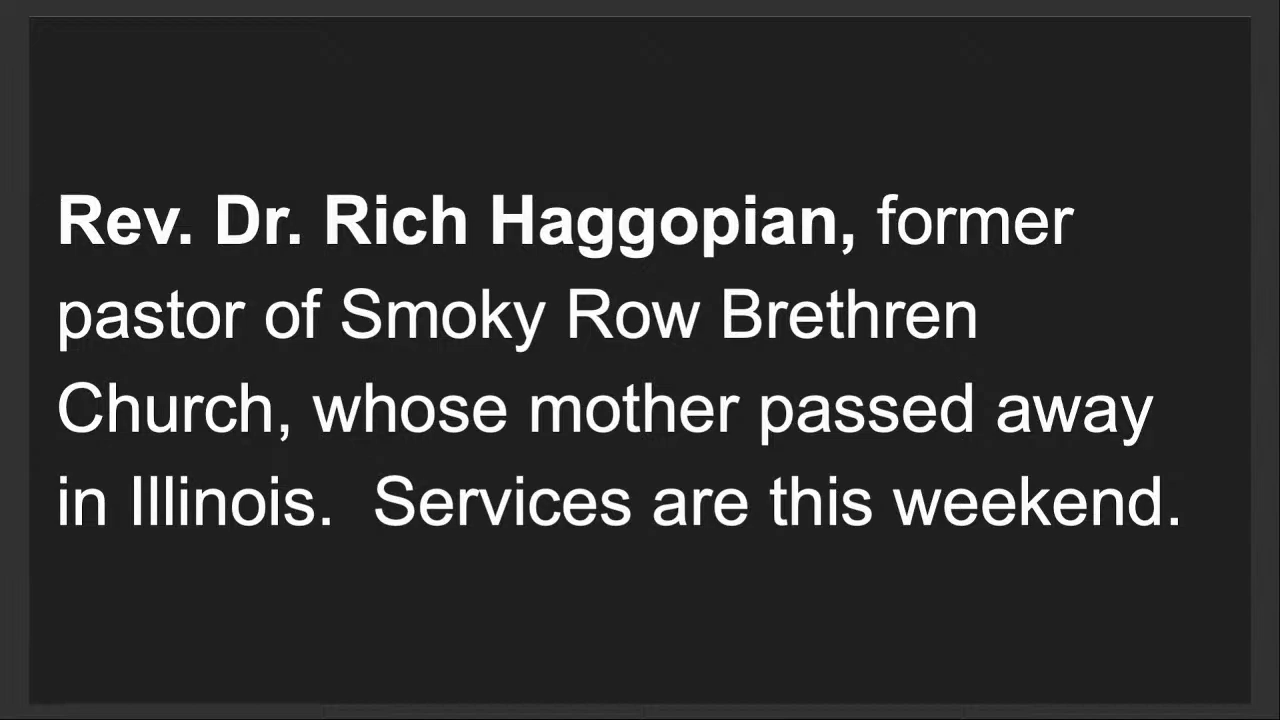 Rev. Dr. Rich Haggopian, former
pastor of Smoky Row Brethren
Church, whose mother passed away
in Illinois.  Services are this weekend.